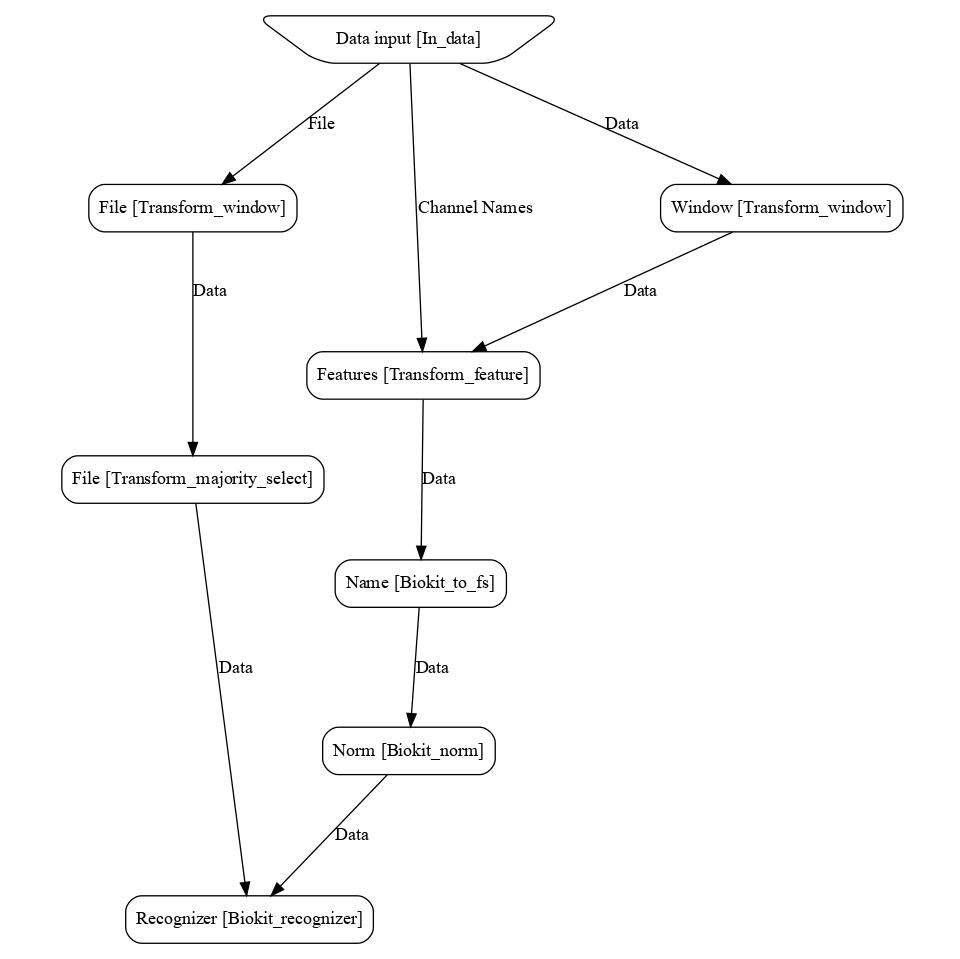 Data input [In_data]
File
Data
File [Transform_window]
Channel Names
Window [Transform_window]
Data
Data
Features [Transform_feature]
File [Transform_majority_select]
Data
Name [Biokit_to_fs]
Data
Data
Norm [Biokit_norm]
Data
Recognizer [Biokit_recognizer]